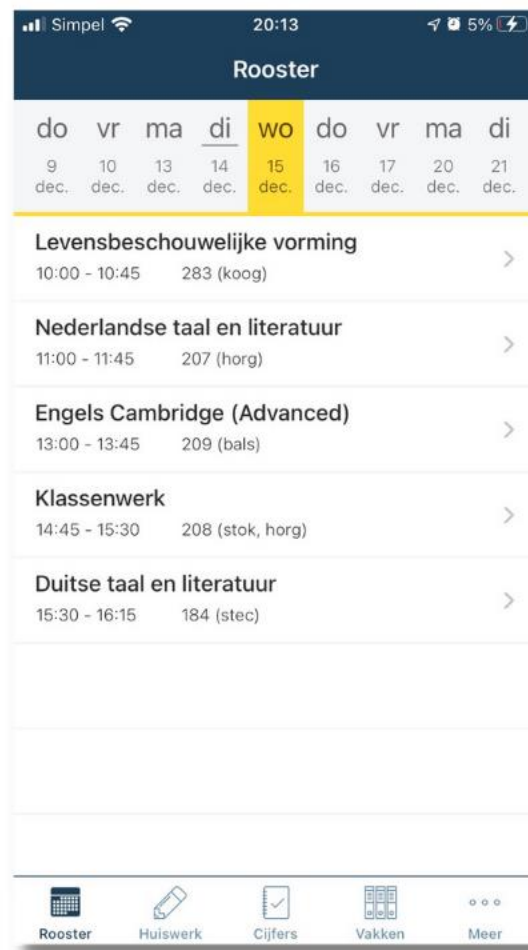 Simpel 20:13 5%
Rooster
do vr ma di wo do vr ma di
9 10 13 14 15 16 17 20 21
dec. dec. dec. dec. dec. dec. dec. dec. dec.
Levensbeschouwelijke vorming
10:00 - 10:45 283 (koog)
Nederlandse taal en literatuur
11:00 - 11:45 207 (horg)
Engels Cambridge (Advanced)
13:00 - 13:45 209 (bals)
Klassenwerk
14:45 - 15:30 208 (stok, horg)
Duitse taal en literatuur
15:30 - 16:15 184 (stec)
Rooster Huiswerk Cijfers Vakken Meer